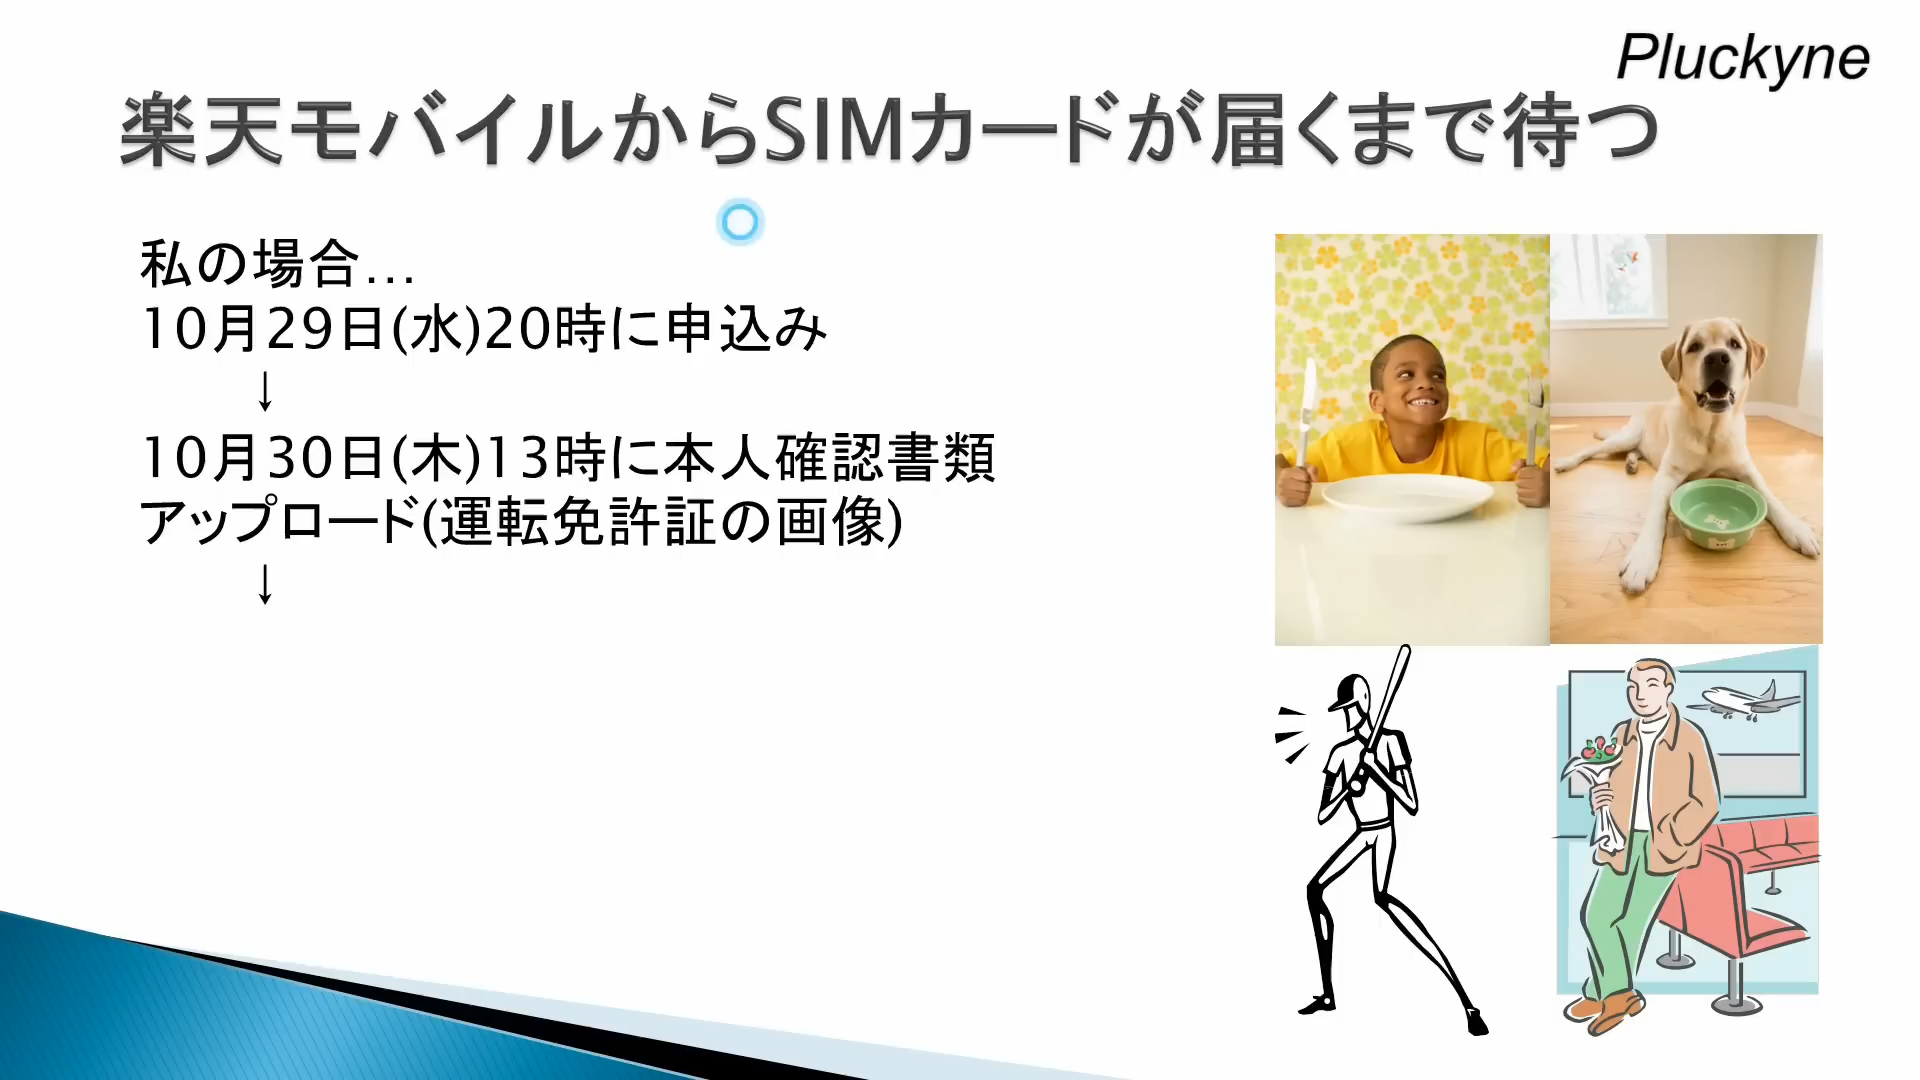 Pluckyne
楽天モバイルからSIMカードが届くまで待つ
私の場合…
10月29日(水)20時に申込み
↓
10月30日(木)13時に本人確認書類
アップロード(運転免許証の画像)
↓